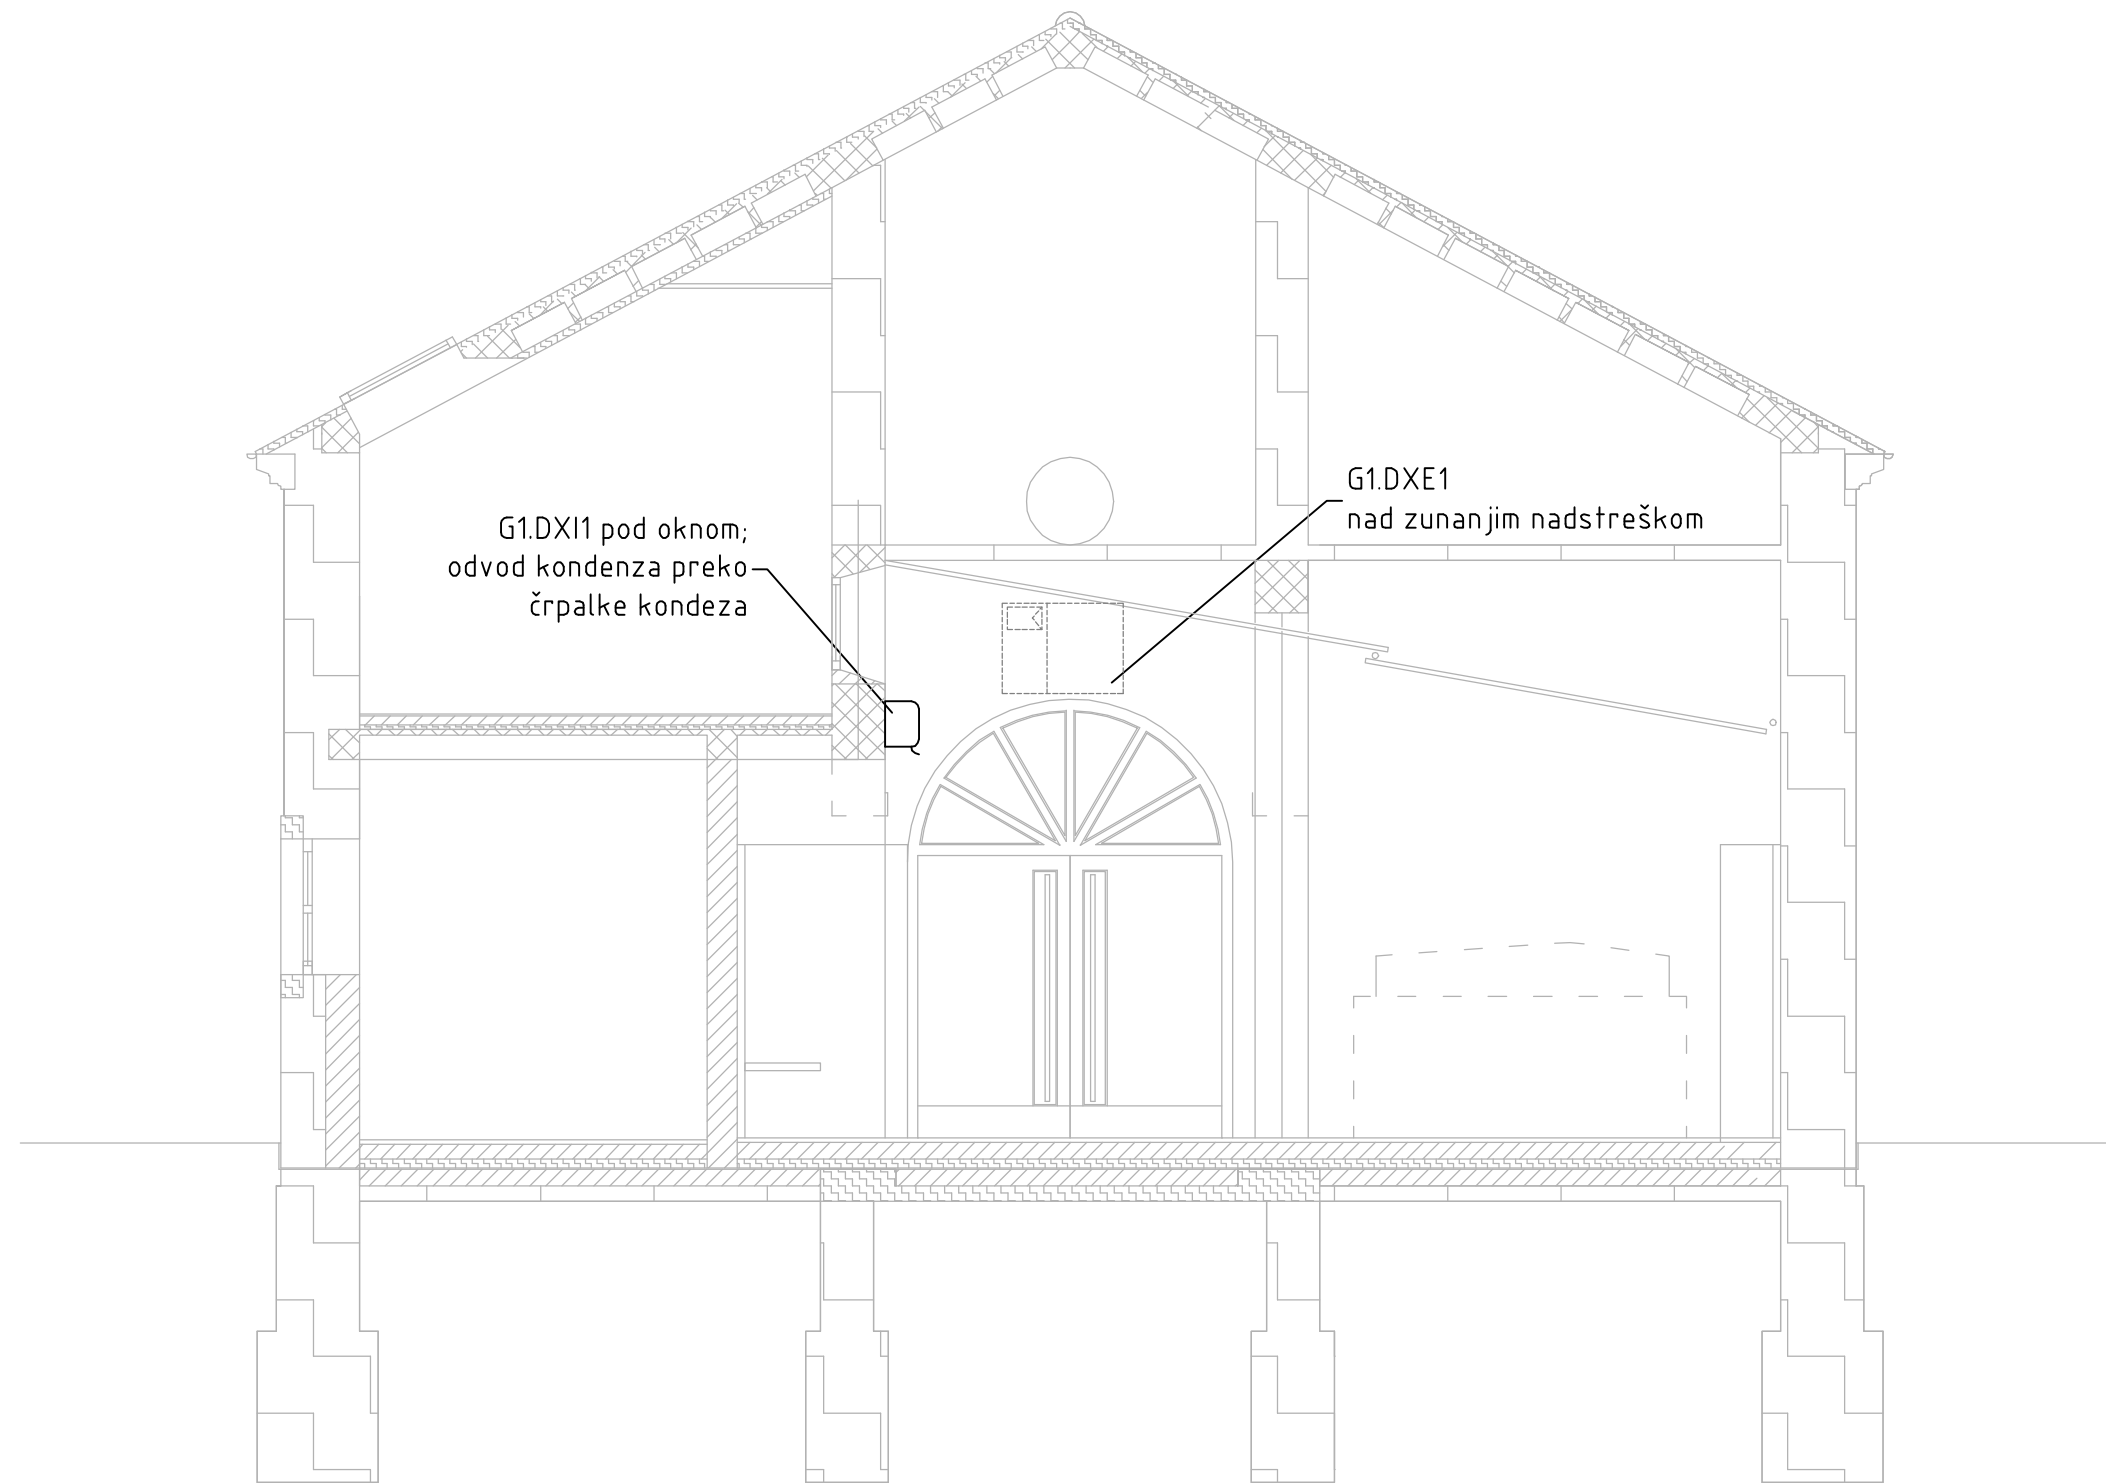 G1.DXI1 pod oknom;
odvod kondenza preko
črpalke kondeza
G1.DXE1
nad zunanjim nadstreškom